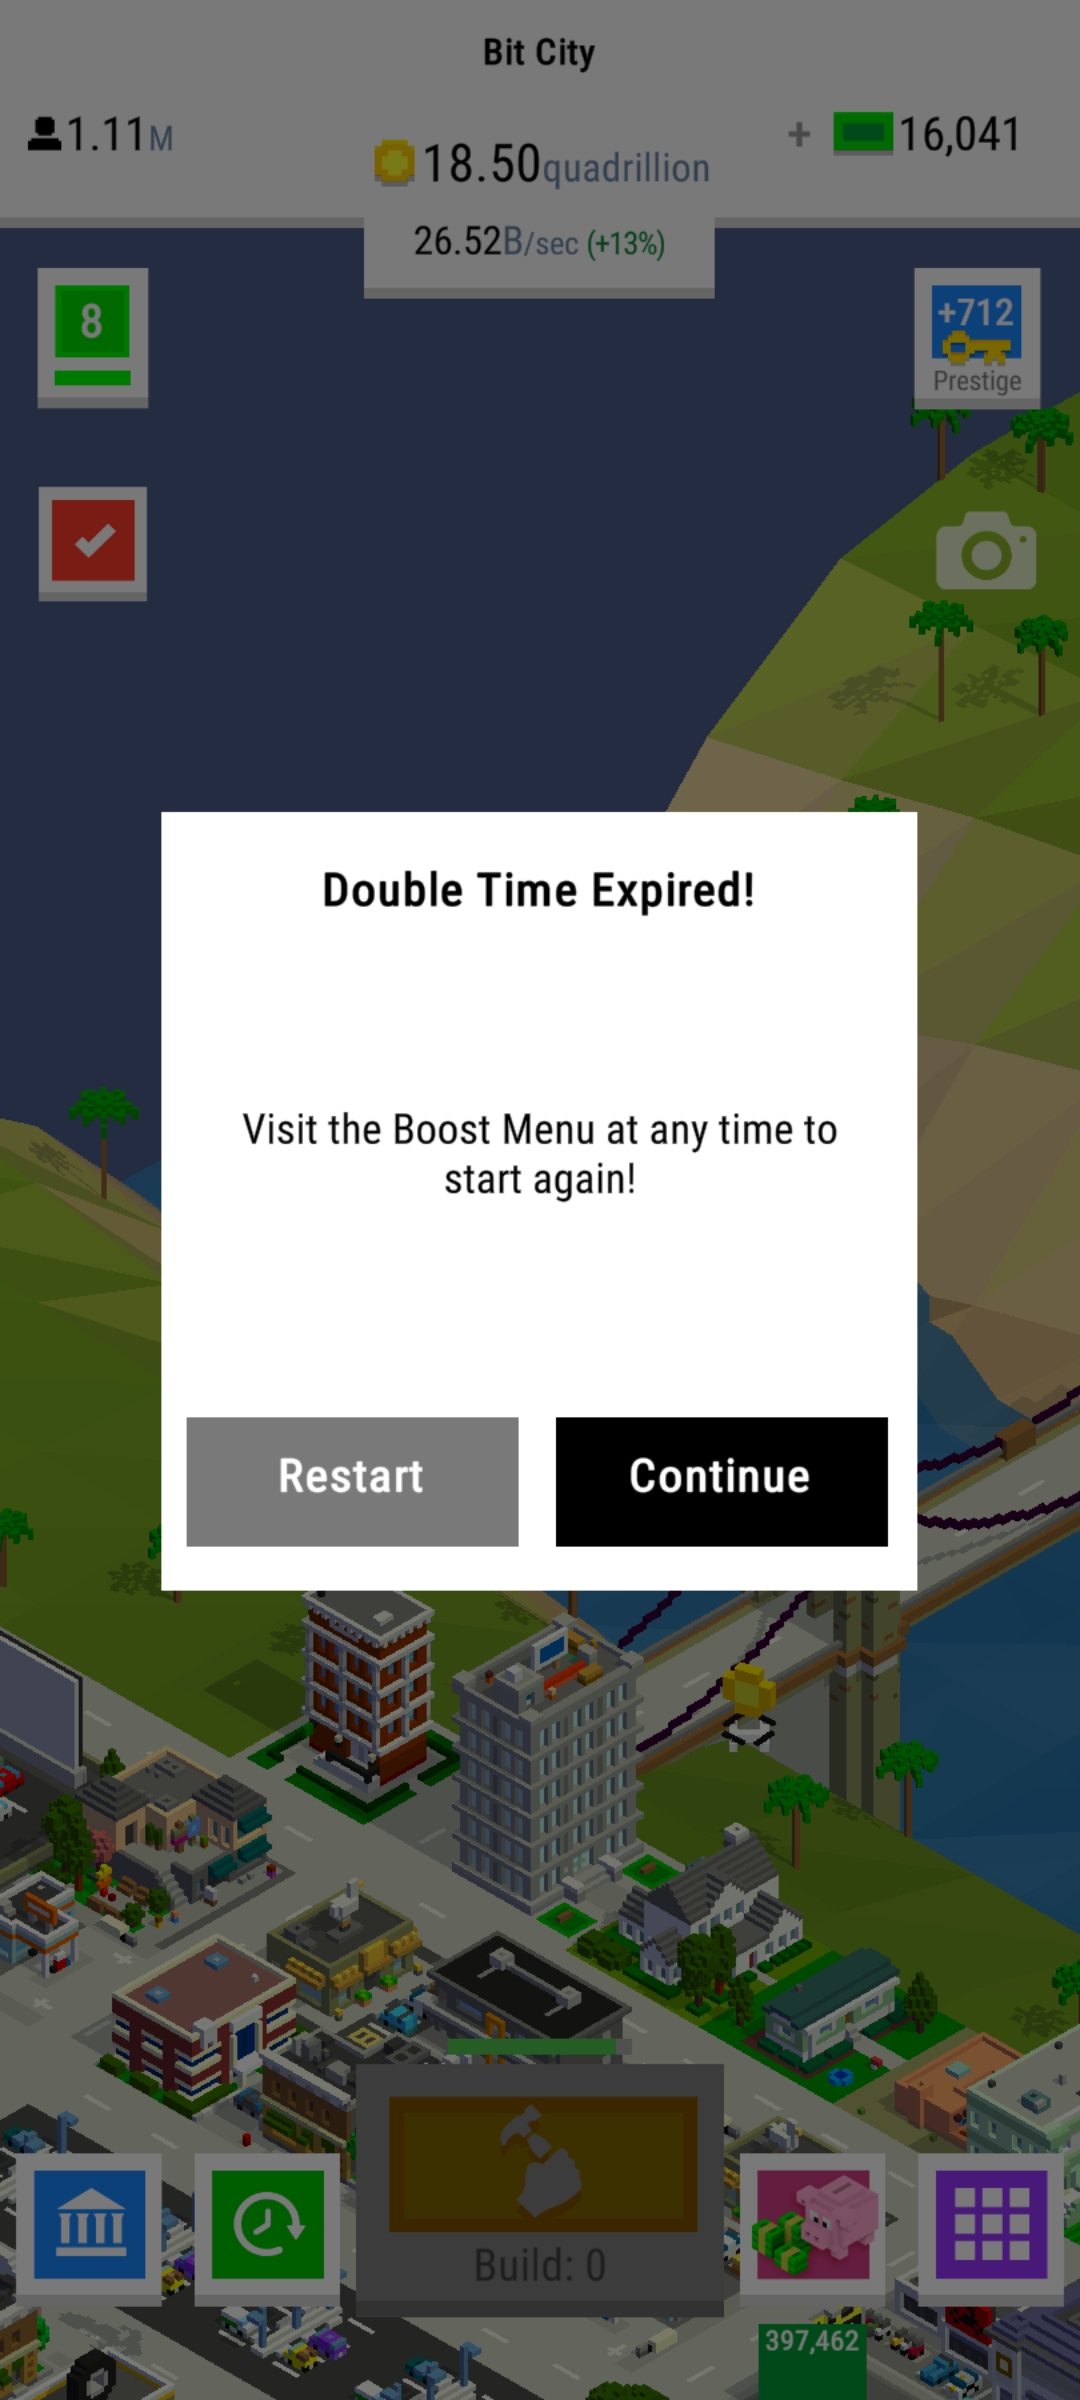 Bit City
1.11M
18.50quadrillion
+ 16,041
26.52B/sec (+13%)
8
+712
Prestige
Double Time Expired!
Visit the Boost Menu at any time to
start again!
Restart
Continue
Build: 0
397,462